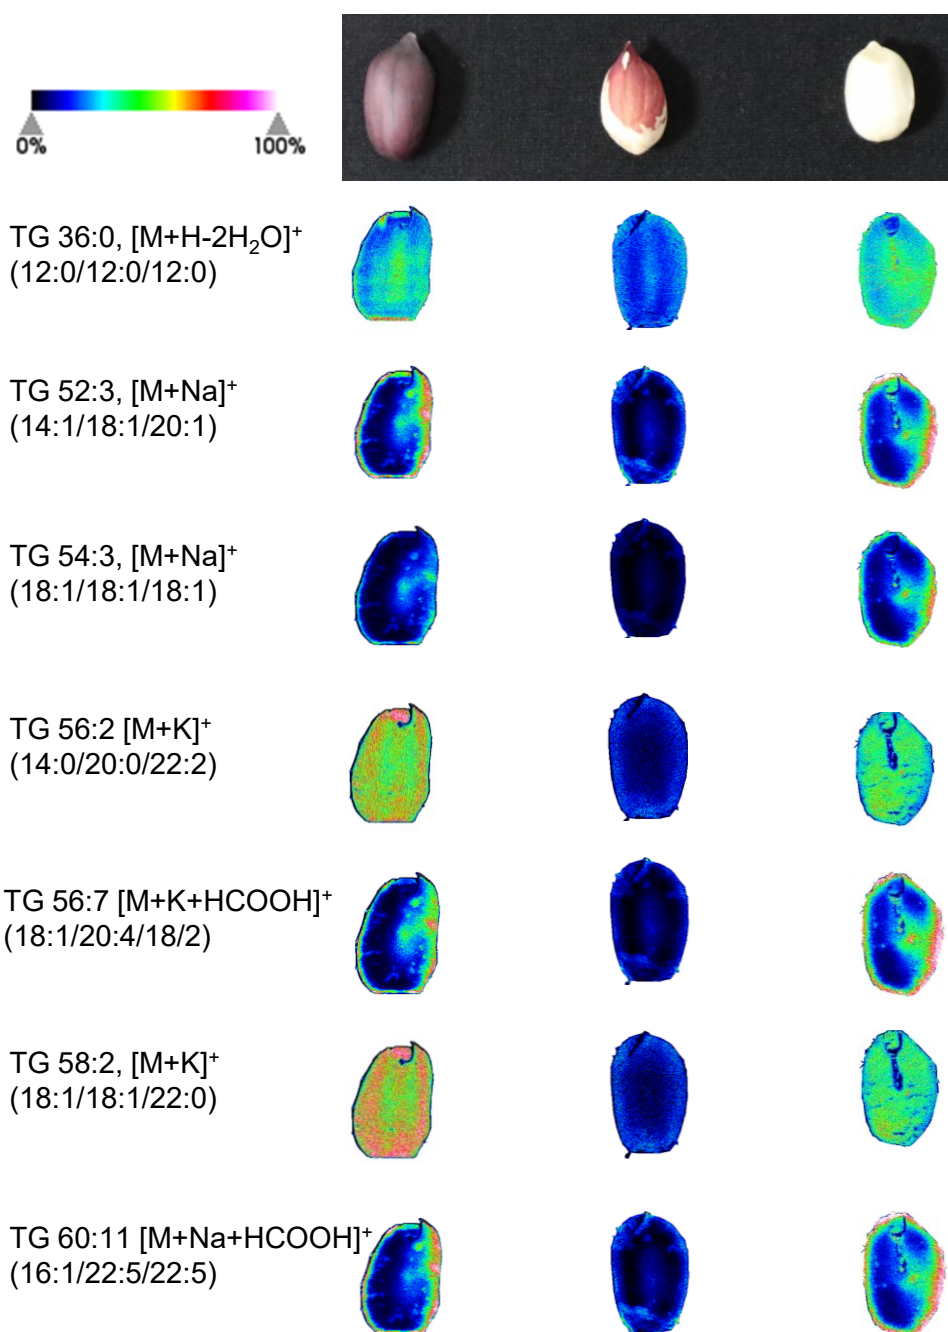 0% 100%
TG 36:0, [M+H-2H₂O]⁺
(12:0/12:0/12:0)
TG 52:3, [M+Na]⁺
(14:1/18:1/20:1)
TG 54:3, [M+Na]⁺
(18:1/18:1/18:1)
TG 56:2 [M+K]⁺
(14:0/20:0/22:2)
TG 56:7 [M+K+HCOOH]⁺
(18:1/20:4/18/2)
TG 58:2, [M+K]⁺
(18:1/18:1/22:0)
TG 60:11 [M+Na+HCOOH]⁺
(16:1/22:5/22:5)